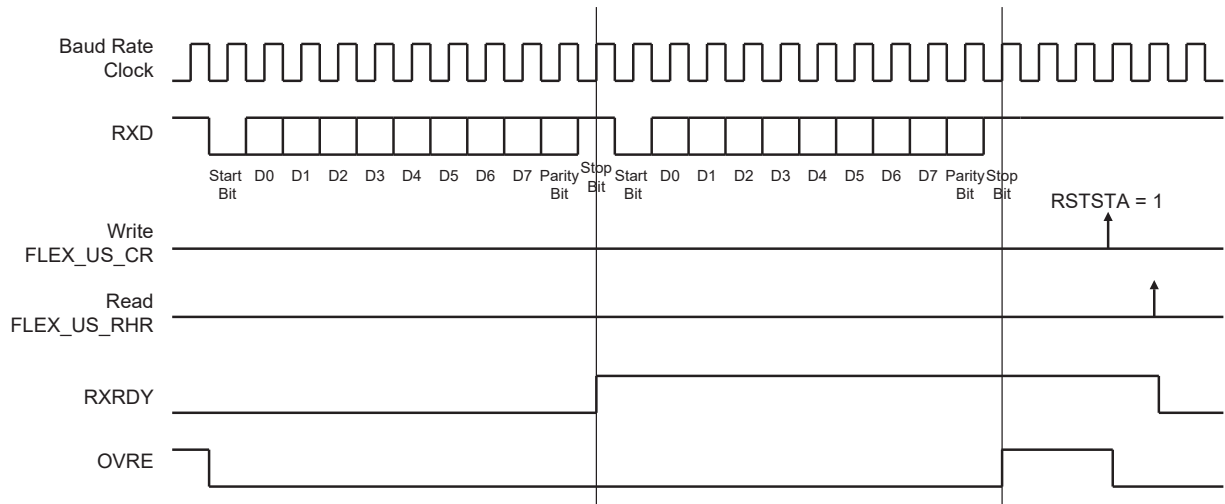 Baud Rate
Clock
RXD
Start
Bit
D0
D1
D2
D3
D4
D5
D6
D7
Parity
Bit
Stop
Bit
Start
Bit
D0
D1
D2
D3
D4
D5
D6
D7
Parity
Bit
Stop
Bit
RSTSTA = 1
Write
FLEX_US_CR
Read
FLEX_US_RHR
RXRDY
OVRE